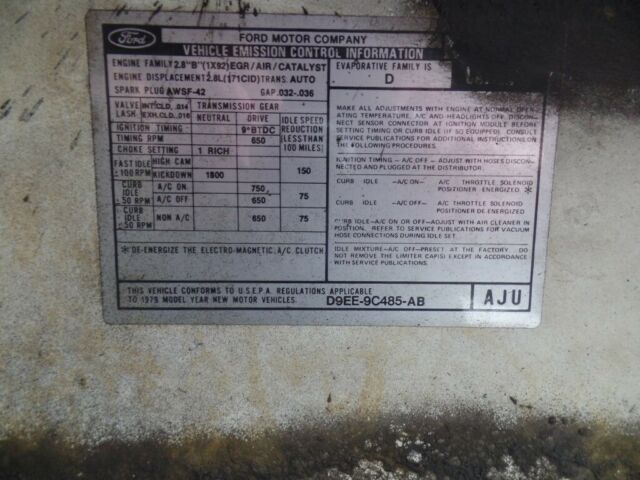 Ford
FORD MOTOR COMPANY
VEHICLE EMISSION CONTROL INFORMATION
ENGINE FAMILY 2.8"B"(1X92)EGR/AIR/CATALYST
ENGINE DISPLACEMENT 2.8L(171CID) TRANS. AUTO
SPARK PLUG AWSF-42 GAP .032-.036
EVAPORATIVE FAMILY IS
D
VALVE LASH INT.CLD. .014 EXH.CLD. .016
TRANSMISSION GEAR
NEUTRAL DRIVE
IDLE SPEED REDUCTION (LESS THAN 100 MILES)
IGNITION TIMING 9°BTDC
TIMING RPM 650
CHOKE SETTING 1 RICH
FAST IDLE ±100 RPM HIGH CAM
KICKDOWN 1800 150
CURB IDLE ±50 RPM A/C ON 750 75
A/C OFF 650
CURB IDLE ±50 RPM NON A/C 650 75
* DE-ENERGIZE THE ELECTRO-MAGNETIC A/C CLUTCH
MAKE ALL ADJUSTMENTS WITH ENGINE AT NORMAL OPER-
ATING TEMPERATURE, A/C AND HEADLIGHTS OFF. DISCON-
NECT SENSOR CONNECTOR AT IGNITION MODULE BEFORE
SETTING TIMING OR CURB IDLE (IF SO EQUIPPED). CONSULT
SERVICE PUBLICATIONS FOR ADDITIONAL INSTRUCTIONS ON
THE FOLLOWING PROCEDURES.
IGNITION TIMING – A/C OFF – ADJUST WITH HOSES DISCON-
NECTED AND PLUGGED AT THE DISTRIBUTOR.
CURB IDLE –A/C ON– A/C THROTTLE SOLENOID POSITIONER ENERGIZED *
CURB IDLE –A/C OFF– A/C THROTTLE SOLENOID POSITIONER DE-ENERGIZED
CURB IDLE–A/C ON OR OFF–ADJUST WITH AIR CLEANER IN
POSITION. REFER TO SERVICE PUBLICATIONS FOR VACUUM
HOSE CONNECTIONS DURING IDLE SET.
IDLE MIXTURE–A/C OFF–PRESET AT THE FACTORY. DO
NOT REMOVE THE LIMITER CAP(S) EXCEPT IN ACCORDANCE
WITH SERVICE PUBLICATIONS.
THIS VEHICLE CONFORMS TO U.S.E.P.A. REGULATIONS APPLICABLE
TO 1979 MODEL YEAR NEW MOTOR VEHICLES.
D9EE-9C485-AB
AJU